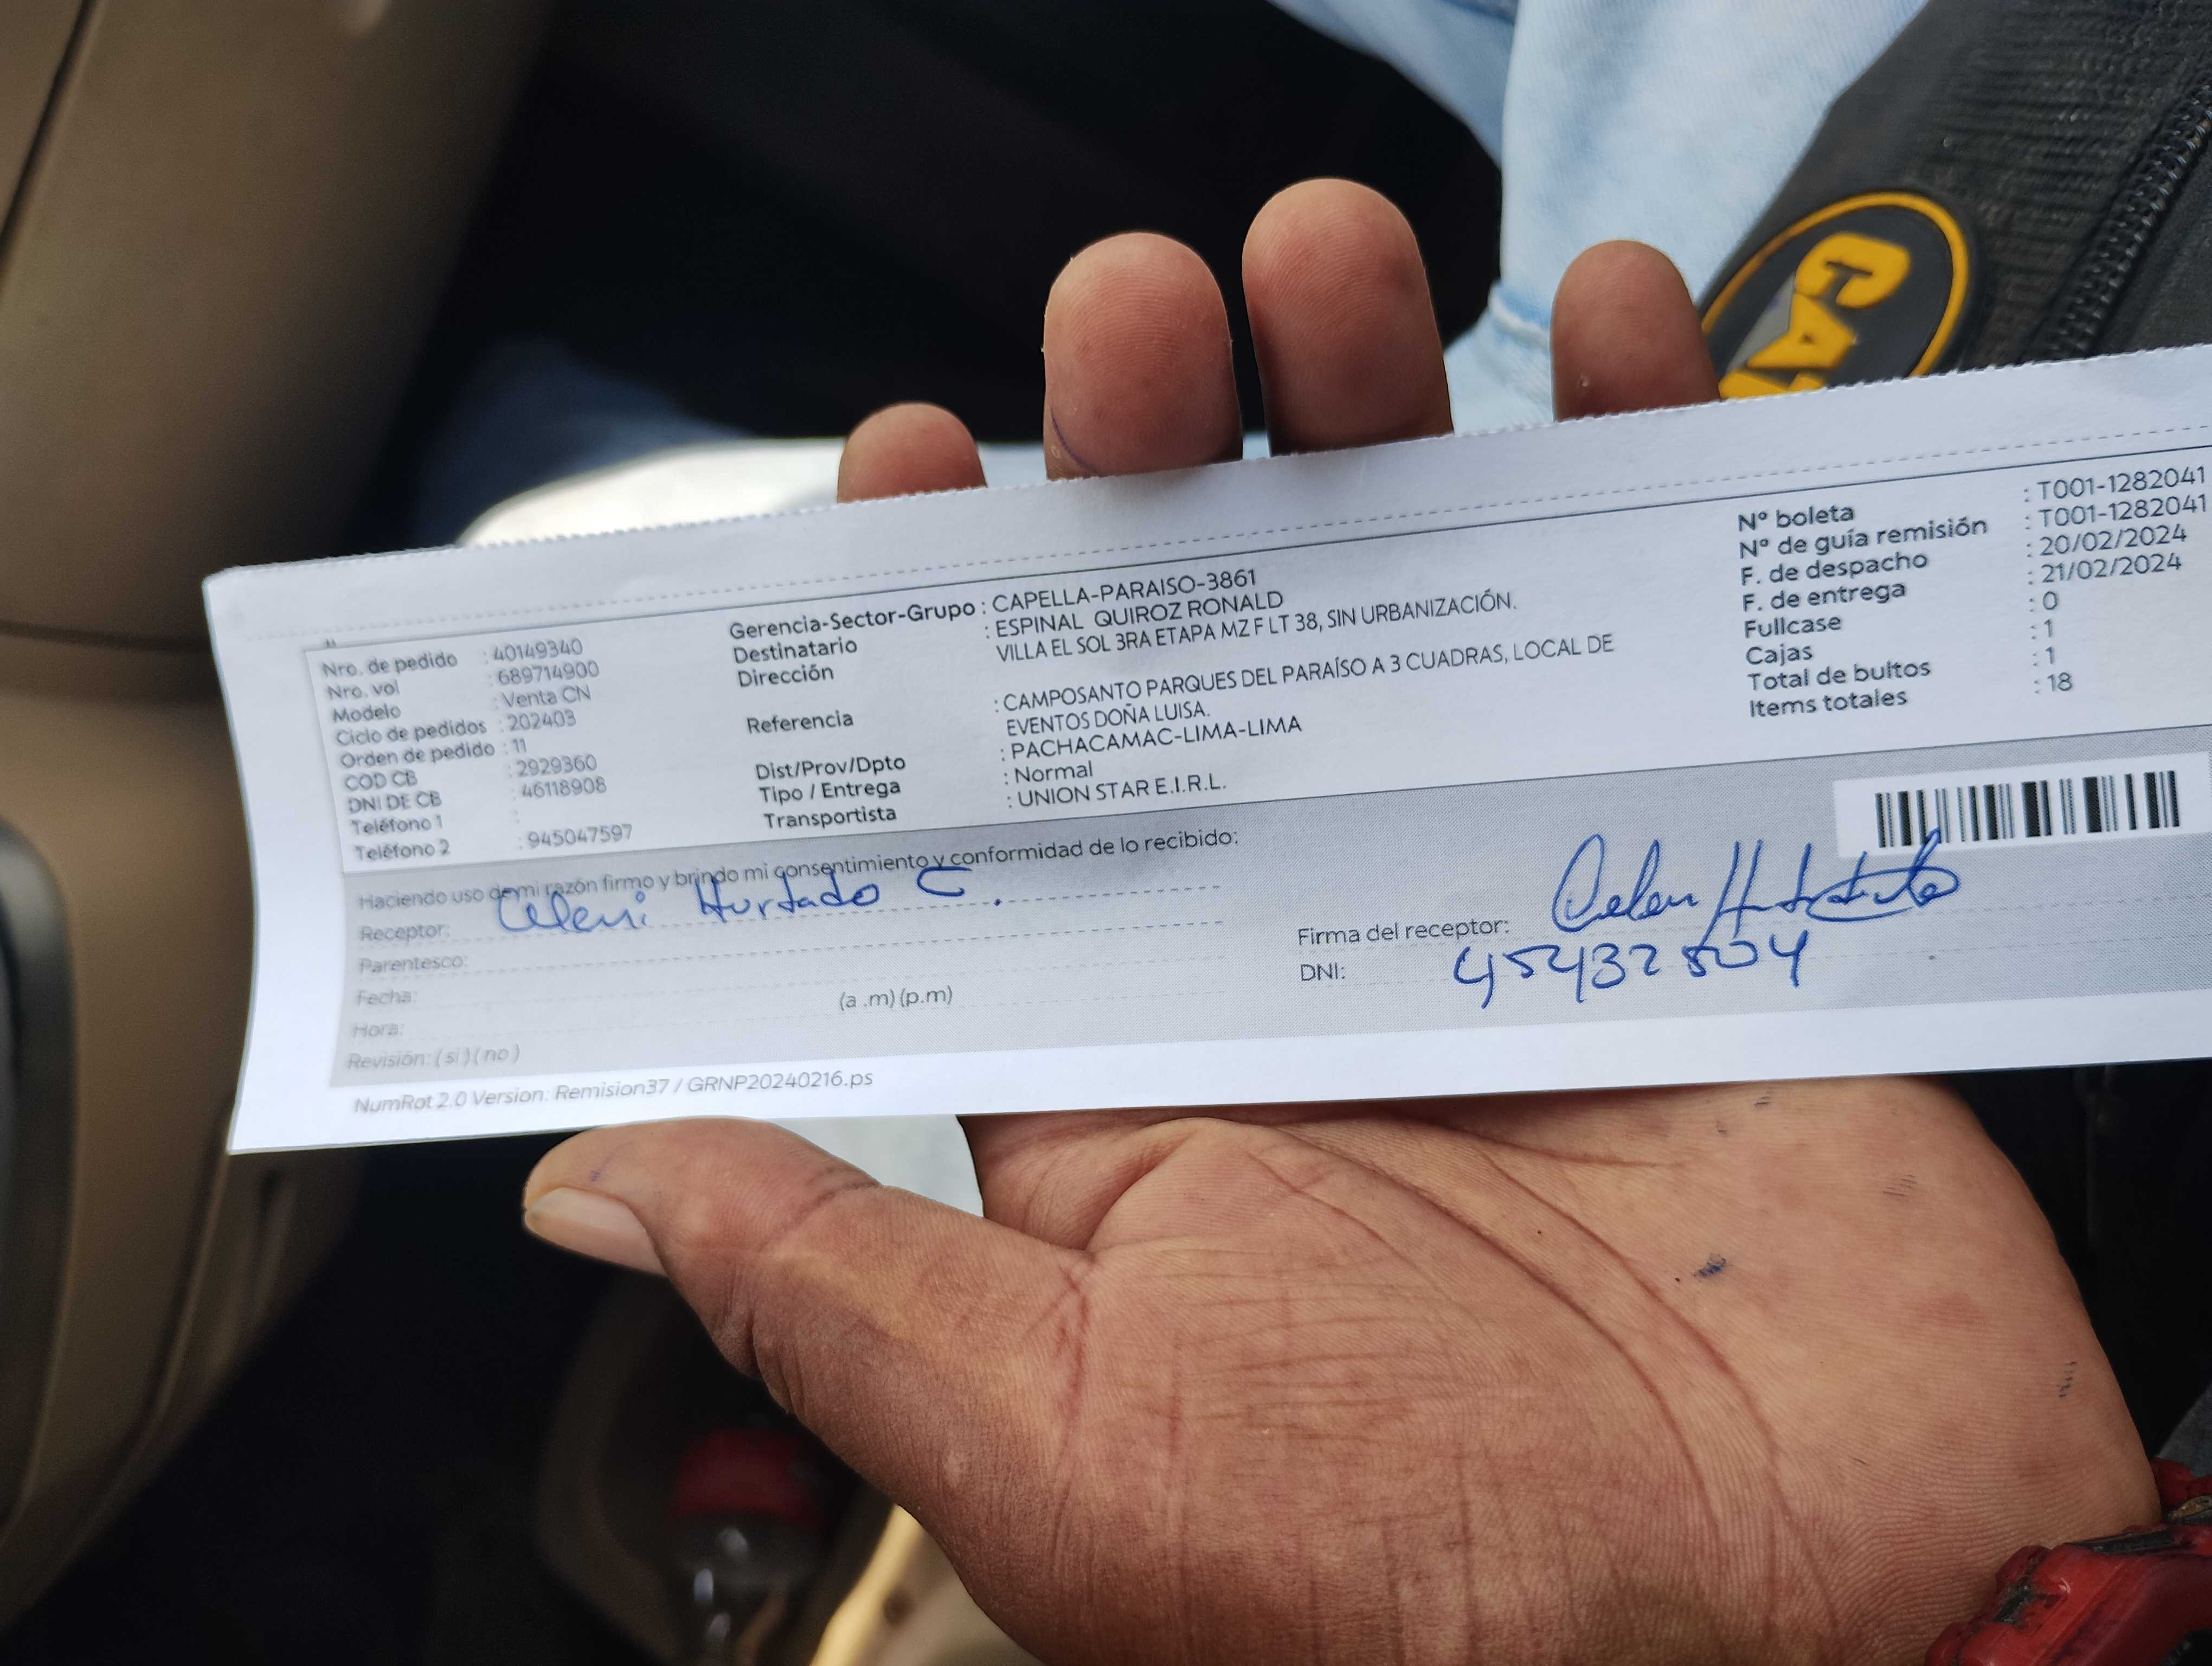 Nro. de pedido : 40149340
Nro. vol : 689714900
Modelo : Venta CN
Ciclo de pedidos : 202403
Orden de pedido : 11
COD CB : 2929360
DNI DE CB : 46118908
Teléfono 1 :
Teléfono 2 : 945047597
Gerencia-Sector-Grupo : CAPELLA-PARAISO-3861
Destinatario : ESPINAL QUIROZ RONALD
Dirección VILLA EL SOL 3RA ETAPA MZ F LT 38, SIN URBANIZACIÓN.
Referencia : CAMPOSANTO PARQUES DEL PARAÍSO A 3 CUADRAS, LOCAL DE
EVENTOS DOÑA LUISA.
Dist/Prov/Dpto : PACHACAMAC-LIMA-LIMA
Tipo / Entrega : Normal
Transportista : UNION STAR E.I.R.L.
N° boleta : T001-1282041
N° de guía remisión : T001-1282041
F. de despacho : 20/02/2024
F. de entrega : 21/02/2024
Fullcase : 0
Cajas : 1
Total de bultos : 1
Items totales : 18
Haciendo uso de mi razón firmo y brindo mi consentimiento y conformidad de lo recibido:
Receptor: Hurtado C.
Parentesco:
Fecha:
Hora: (a .m) (p.m)
Revisión: ( si ) ( no )
Firma del receptor:
DNI: 45432504
NumRot 2.0 Version: Remision37 / GRNP20240216.ps